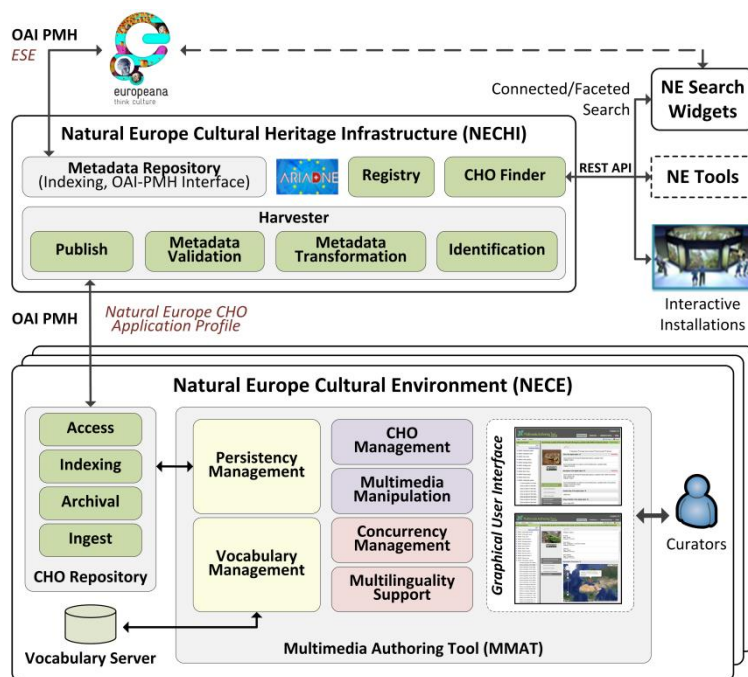 OAI PMH
ESE
europeana
think culture
Connected/Faceted
Search
NE Search
Widgets
Natural Europe Cultural Heritage Infrastructure (NECHI)
Metadata Repository
(Indexing, OAI-PMH Interface)
ARIADNE
Registry
CHO Finder
REST API
NE Tools
Harvester
Publish
Metadata
Validation
Metadata
Transformation
Identification
Interactive
Installations
OAI PMH
Natural Europe CHO
Application Profile
Natural Europe Cultural Environment (NECE)
Access
Indexing
Archival
Ingest
CHO Repository
Persistency
Management
Vocabulary
Management
CHO
Management
Multimedia
Manipulation
Concurrency
Management
Multilinguality
Support
Graphical User Interface
Curators
Vocabulary Server
Multimedia Authoring Tool (MMAT)